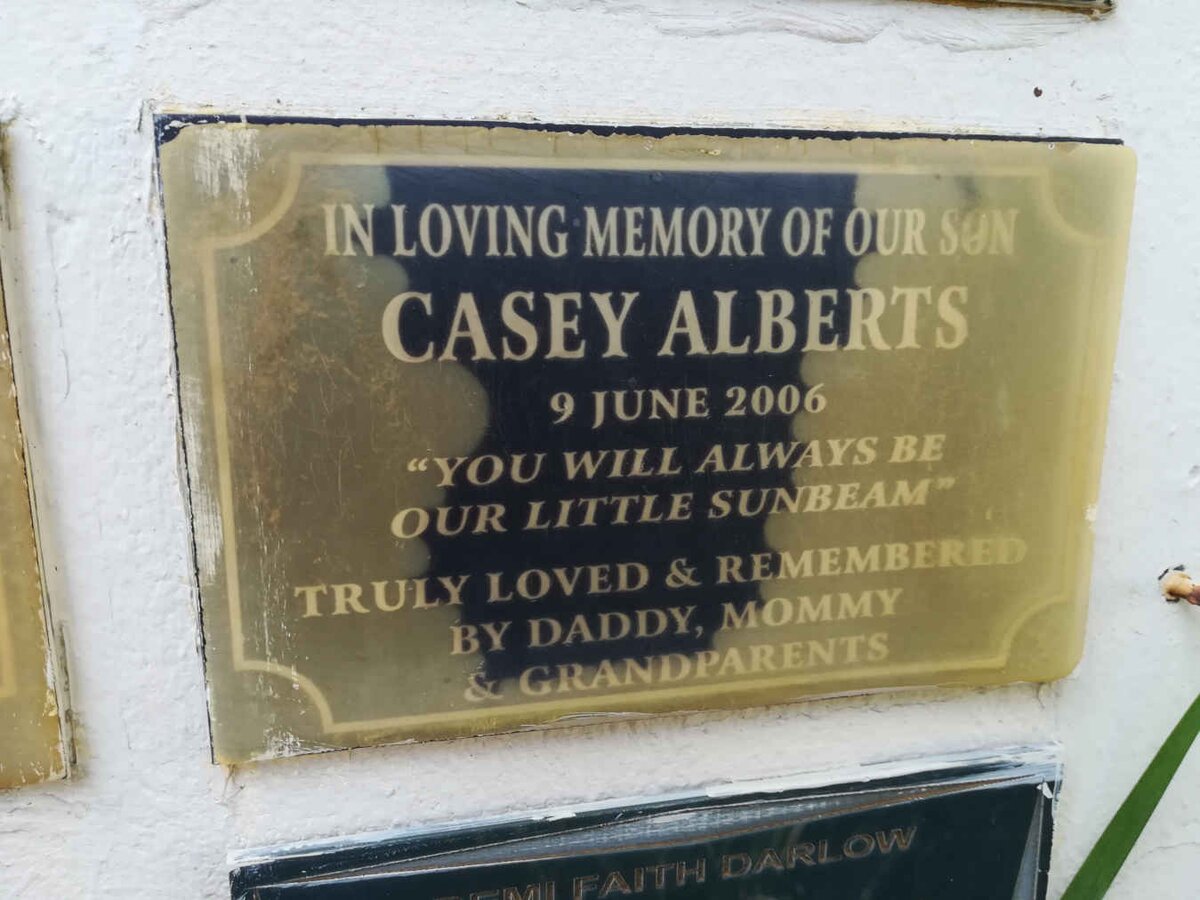 IN LOVING MEMORY OF OUR SON
CASEY ALBERTS
9 JUNE 2006
"YOU WILL ALWAYS BE
OUR LITTLE SUNBEAM"
TRULY LOVED & REMEMBERED
BY DADDY, MOMMY
& GRANDPARENTS
FAITH DARLOW